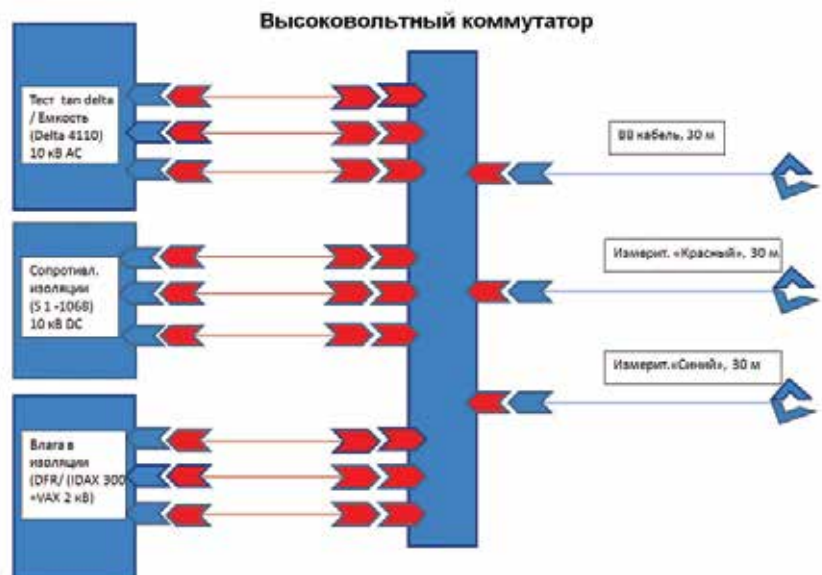 Высоковольтный коммутатор
Тест tan delta
/ Емкость
(Delta 4110)
10 кВ АС
Сопротивл.
изоляции
(S 1 -1068)
10 кВ DC
Влага в
изоляции
(DFR/ (IDAX 300
+VAX 2 кВ)
ВВ кабель, 30 м
Измерит. «Красный», 30 м
Измерит.«Синий», 30 м